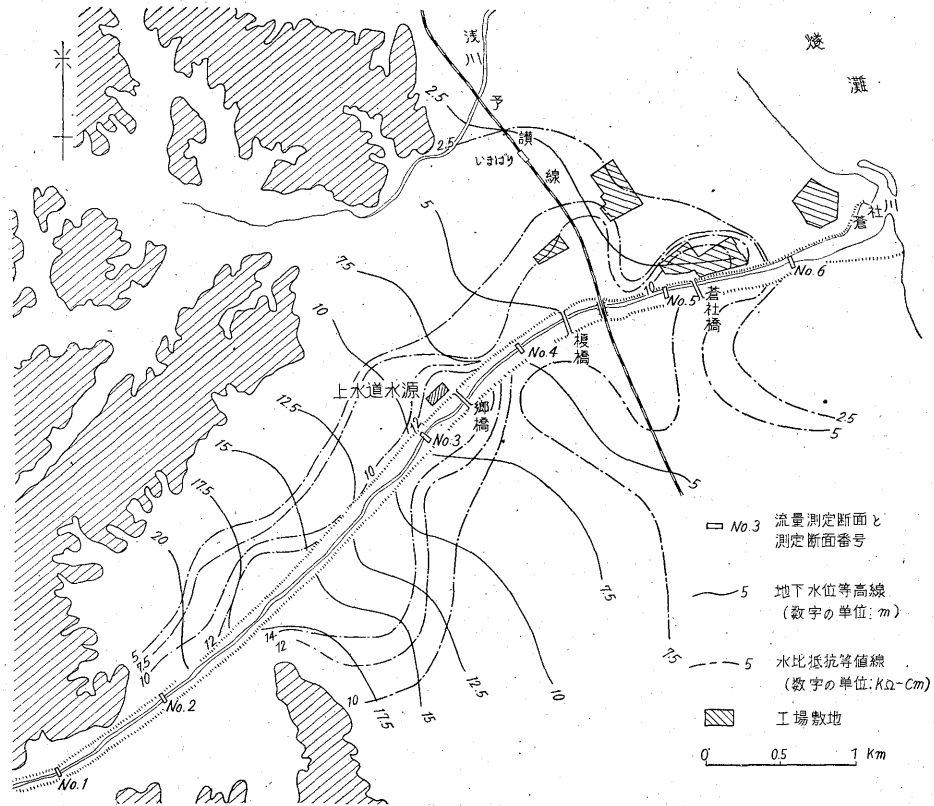 浅川
燧灘
予讃線
いまばり
2.5
2.5
5
7.5
10
12.5
15
17.5
20
蒼社川
No.6
蒼社橋
No.5
10
榎橋
No.4
上水道水源
郷橋
12
No.3
10
2.5
5
5
7.5
7.5
5
7.5
10
12
14
12
10
17.5
15
12.5
10
No.2
No.1
No.3 流量測定断面と
測定断面番号
5 地下水位等高線
(数字の単位:m)
5 水比抵抗等値線
(数字の単位:KΩ-Cm)
工場敷地
0 0.5 1 Km